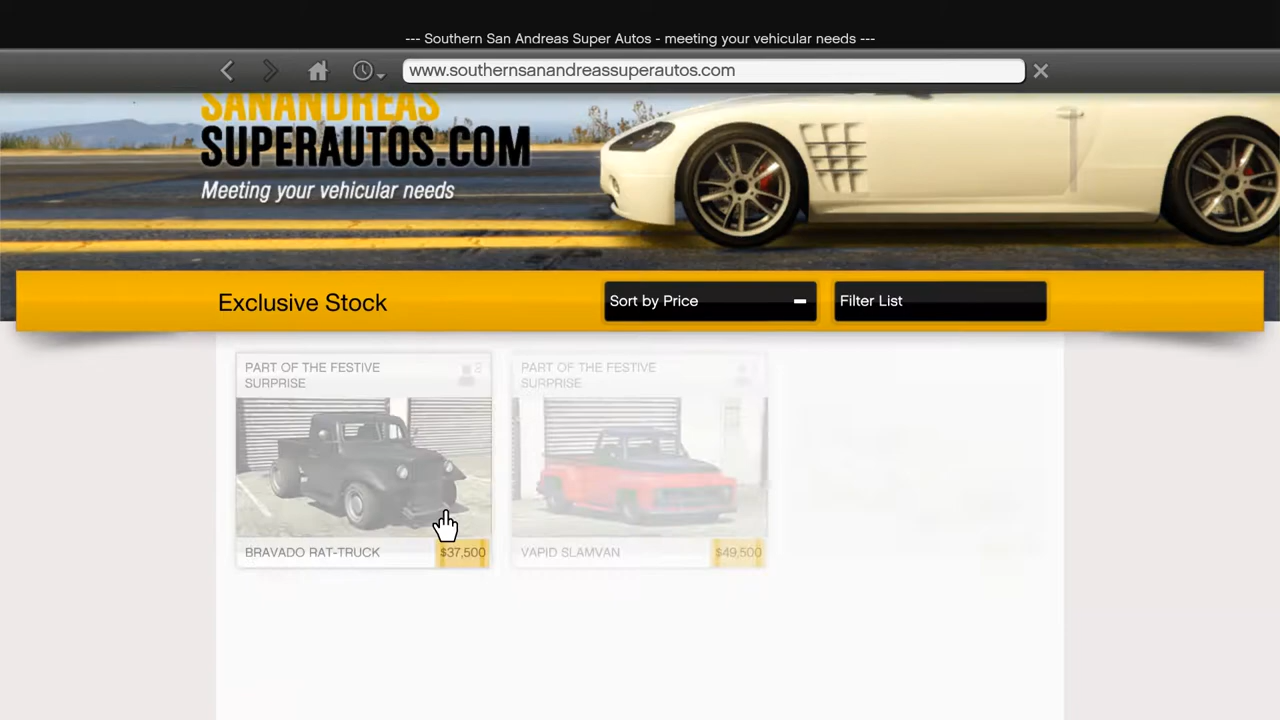 --- Southern San Andreas Super Autos - meeting your vehicular needs ---
www.southernsanandreassuperautos.com
SANANDREAS
SUPERAUTOS.COM
Meeting your vehicular needs
Exclusive Stock
Sort by Price
Filter List
PART OF THE FESTIVE
SURPRISE
2
BRAVADO RAT-TRUCK
$37,500
PART OF THE FESTIVE
SURPRISE
VAPID SLAMVAN
$49,500